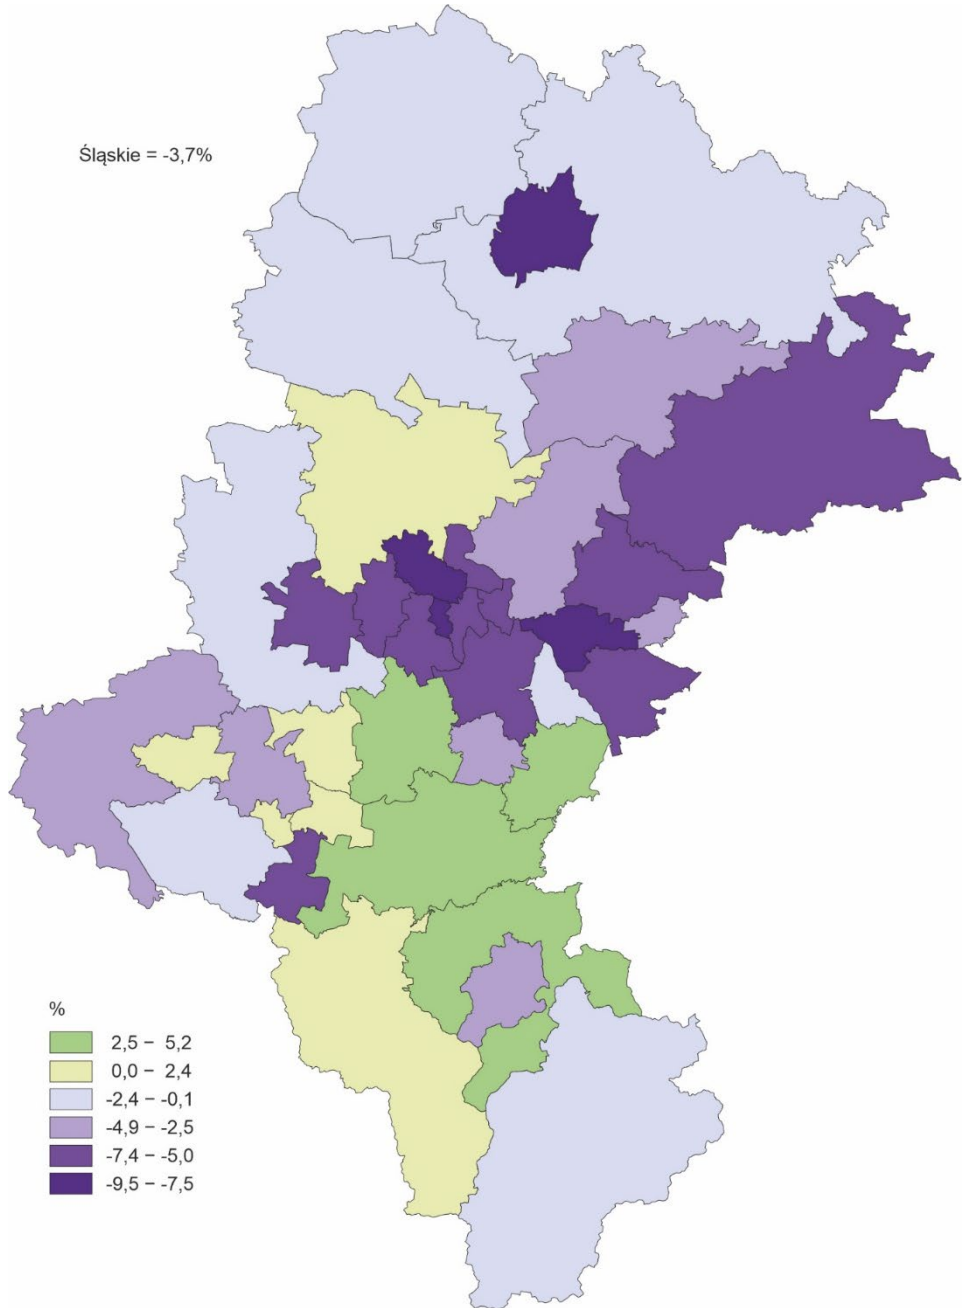 Śląskie = -3,7%
%
2,5 − 5,2
0,0 − 2,4
-2,4 − -0,1
-4,9 − -2,5
-7,4 − -5,0
-9,5 − -7,5